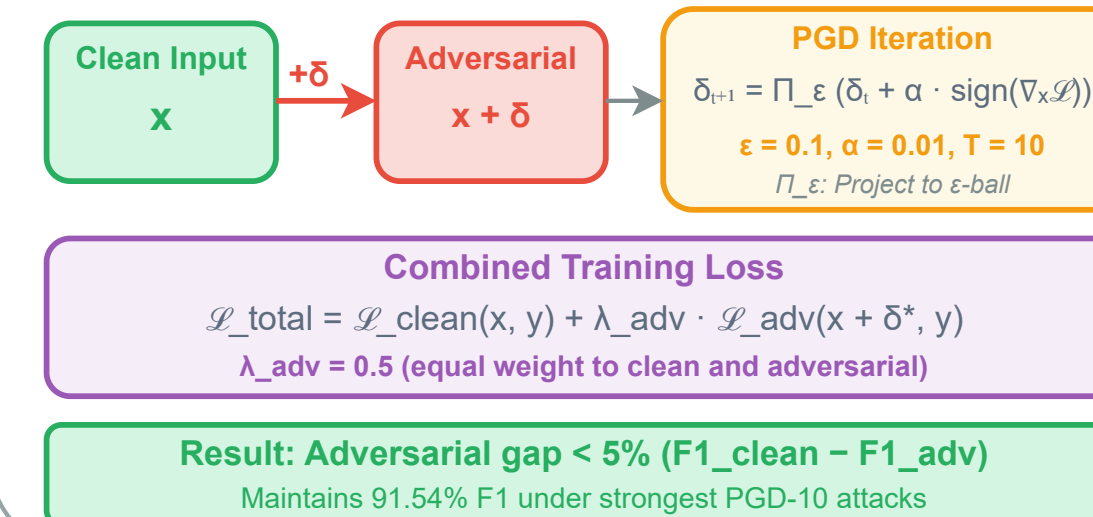 Clean Input
x
+δ
Adversarial
x + δ
PGD Iteration
δₜ₊₁ = Π_ε (δₜ + α · sign(∇ₓℒ))
ε = 0.1, α = 0.01, T = 10
Π_ε: Project to ε-ball
Combined Training Loss
ℒ_total = ℒ_clean(x, y) + λ_adv · ℒ_adv(x + δ*, y)
λ_adv = 0.5 (equal weight to clean and adversarial)
Result: Adversarial gap < 5% (F1_clean − F1_adv)
Maintains 91.54% F1 under strongest PGD-10 attacks